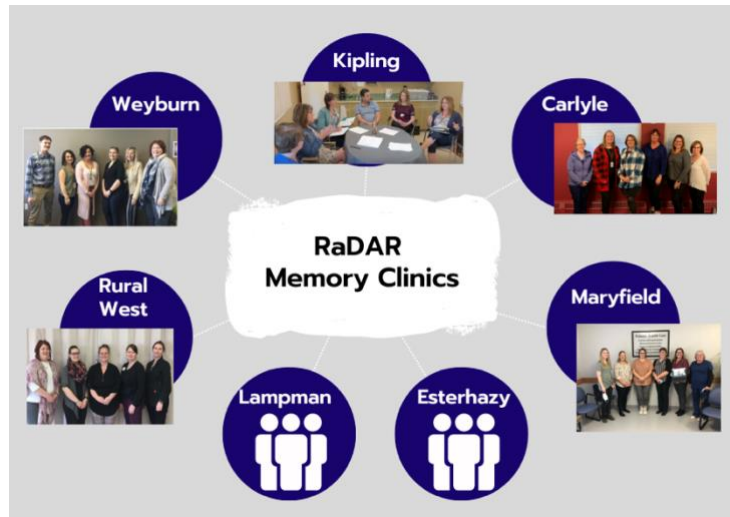 Kipling
Weyburn
Carlyle
RaDAR
Memory Clinics
Rural
West
Maryfield
Lampman
Esterhazy